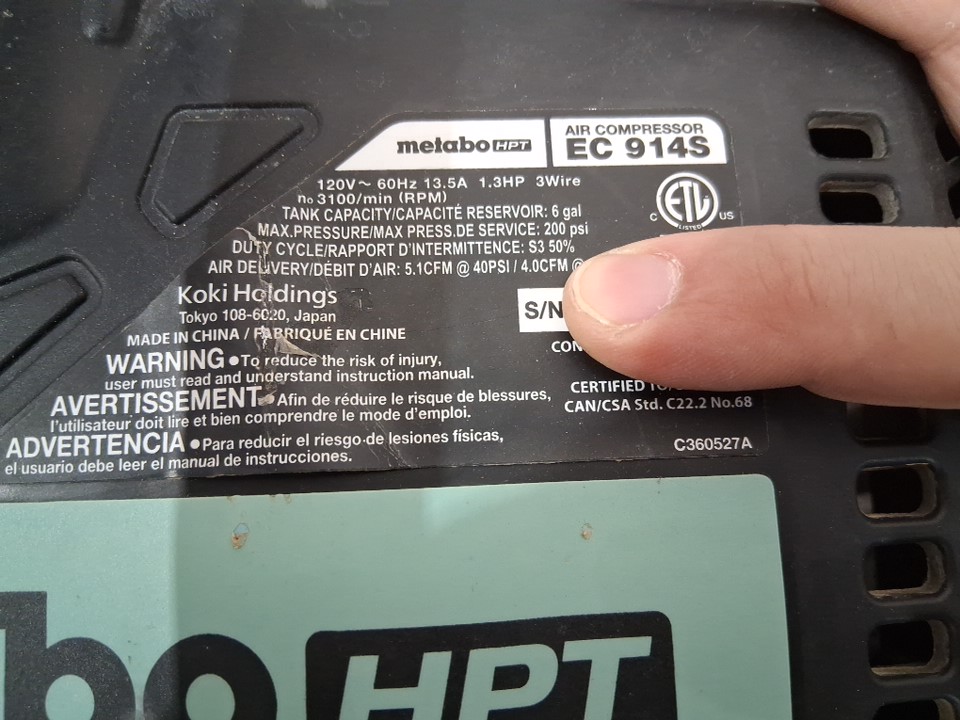 metabo HPT
AIR COMPRESSOR
EC 914S
120V~ 60Hz 13.5A 1.3HP 3Wire
no 3100/min (RPM)
TANK CAPACITY/CAPACITÉ RESERVOIR: 6 gal
MAX.PRESSURE/MAX PRESS.DE SERVICE: 200 psi
DUTY CYCLE/RAPPORT D'INTERMITTENCE: S3 50%
AIR DELIVERY/DÉBIT D'AIR: 5.1CFM @ 40PSI / 4.0CFM @
C ETL US
LISTED
Koki Holdings
Tokyo 108-6020, Japan
MADE IN CHINA / FABRIQUÉ EN CHINE
S/N
WARNING • To reduce the risk of injury,
user must read and understand instruction manual.
AVERTISSEMENT • Afin de réduire le risque de blessures,
l'utilisateur doit lire et bien comprendre le mode d'emploi.
ADVERTENCIA • Para reducir el riesgo de lesiones físicas,
el usuario debe leer el manual de instrucciones.
CERTIFIED
CAN/CSA Std. C22.2 No.68
C360527A
bo HPT